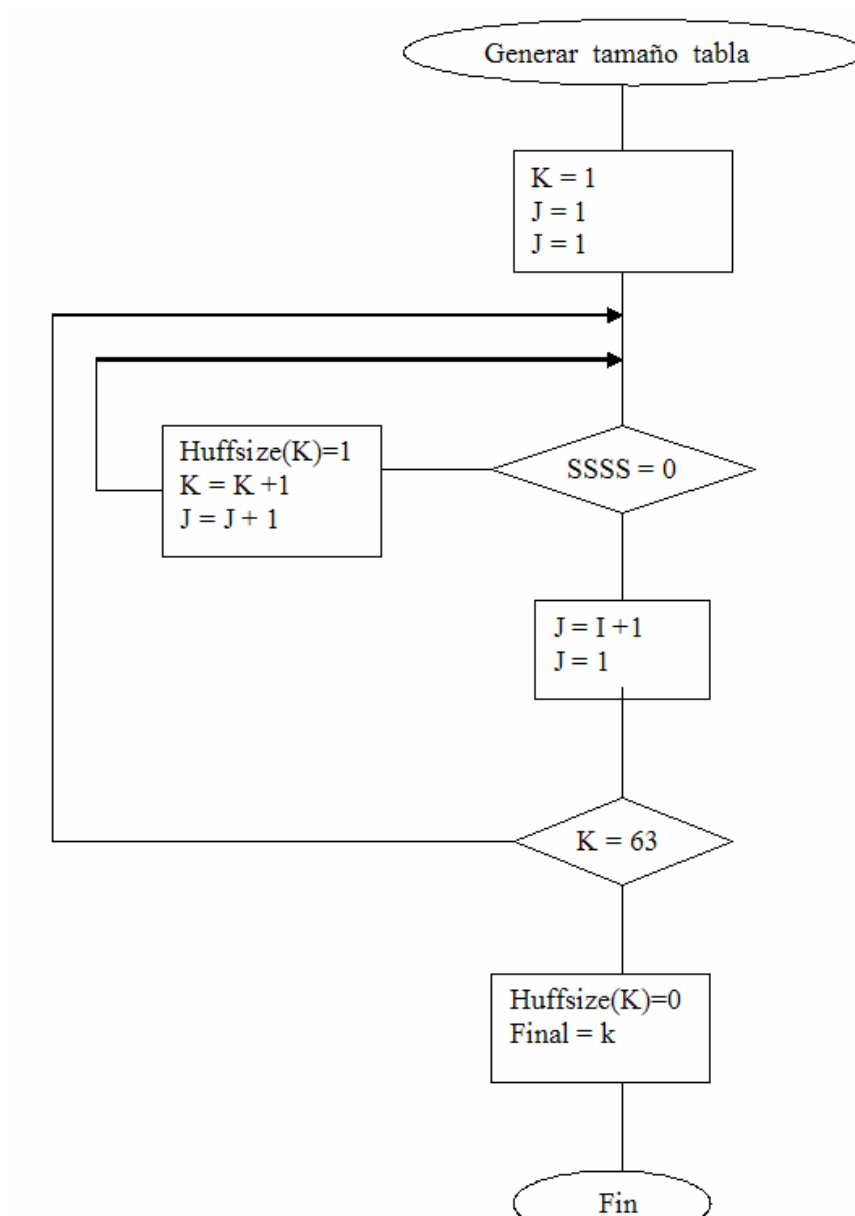 Generar tamaño tabla
K = 1
J = 1
J = 1
Huffsize(K)=1
K = K +1
J = J + 1
SSSS = 0
J = I +1
J = 1
K = 63
Huffsize(K)=0
Final = k
Fin